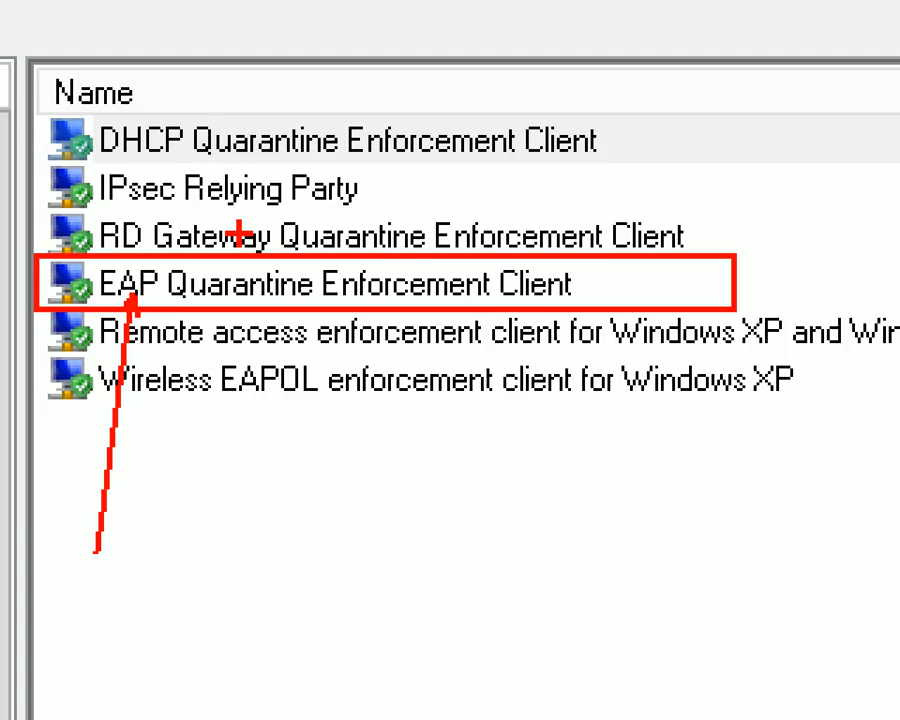 Name
DHCP Quarantine Enforcement Client
IPsec Relying Party
RD Gateway Quarantine Enforcement Client
EAP Quarantine Enforcement Client
Remote access enforcement client for Windows XP and Win
Wireless EAPOL enforcement client for Windows XP